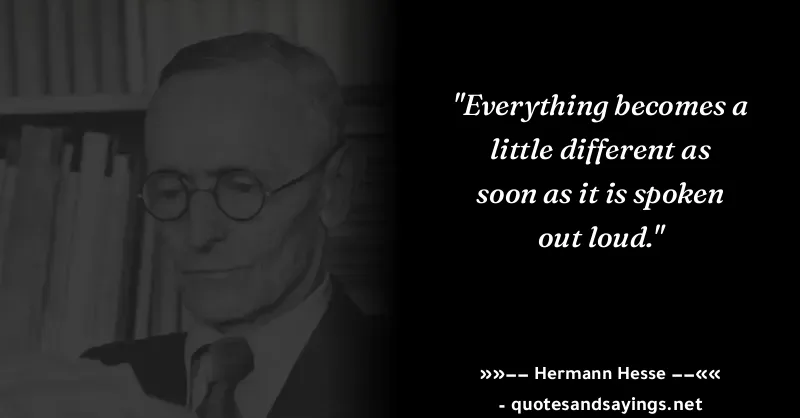 "Everything becomes a
little different as
soon as it is spoken
out loud."
»»−− Hermann Hesse −−««
- quotesandsayings.net